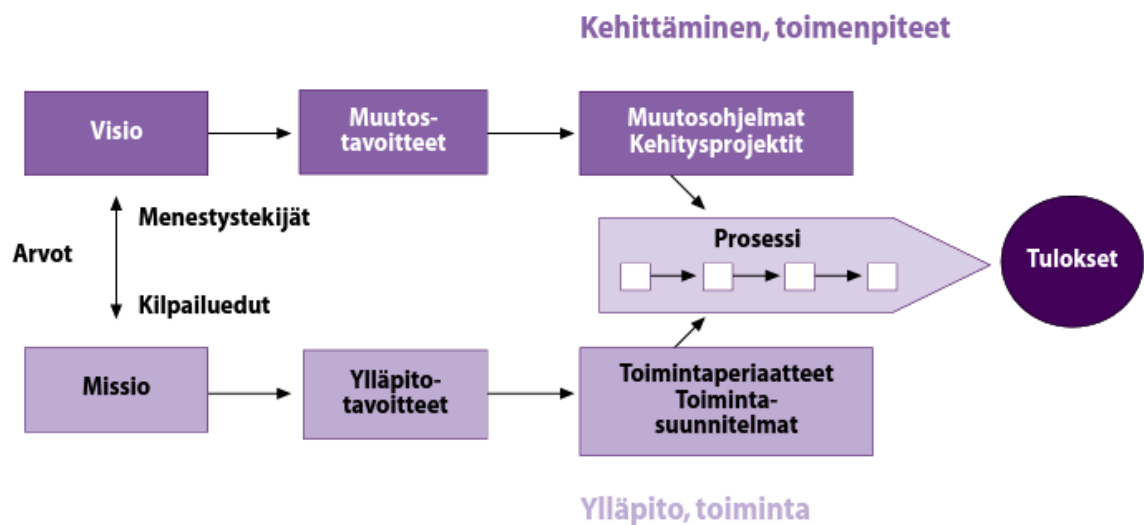 Kehittäminen, toimenpiteet
Visio
Muutos-
tavoitteet
Muutosohjelmat
Kehitysprojektit
Menestystekijät
Arvot
Kilpailuedut
Prosessi
Tulokset
Missio
Ylläpito-
tavoitteet
Toimintaperiaatteet
Toiminta-
suunnitelmat
Ylläpito, toiminta